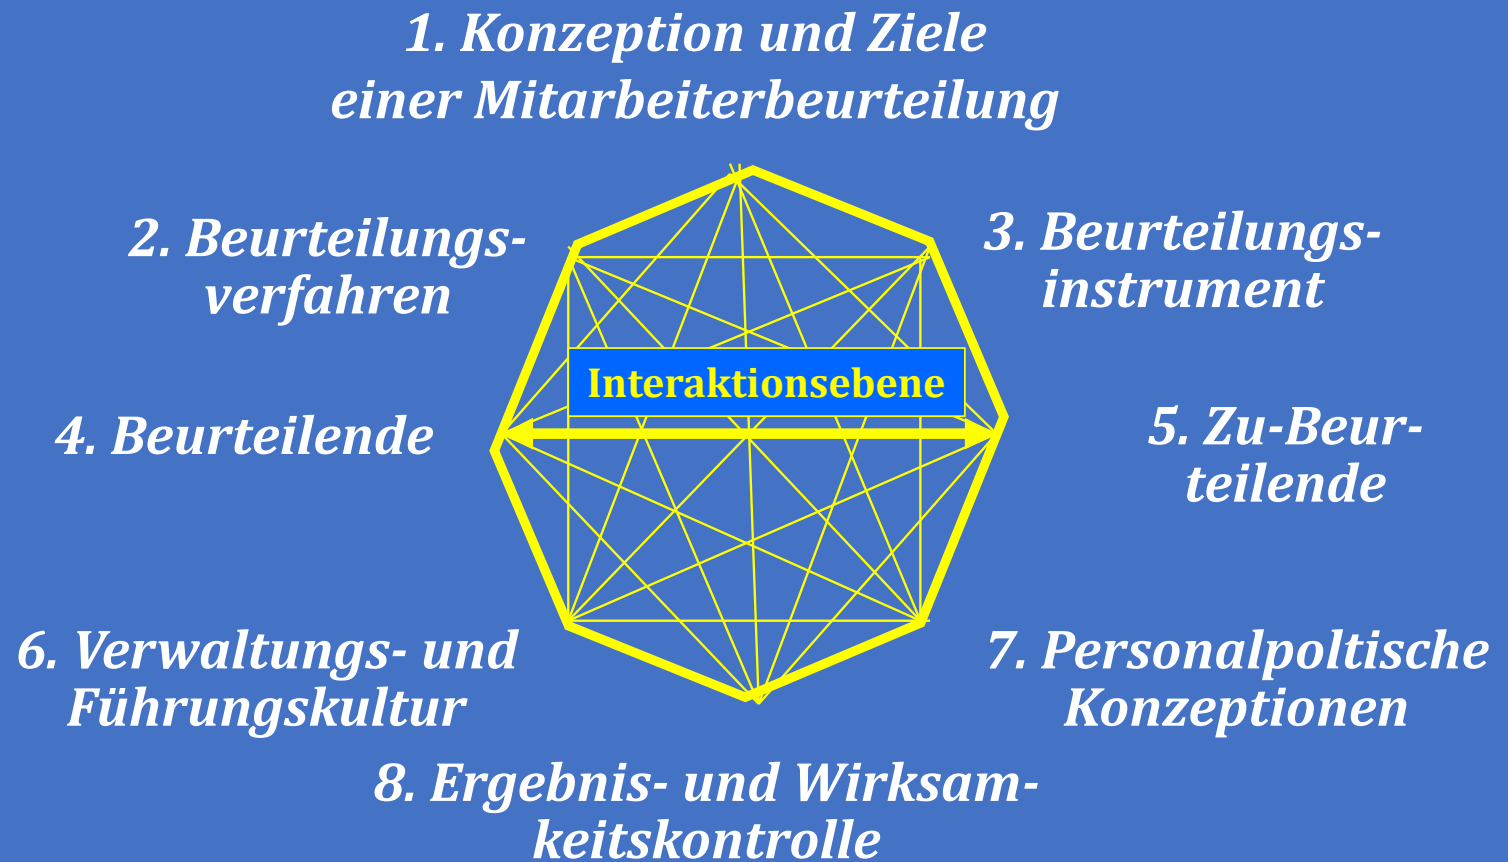 1. Konzeption und Ziele
einer Mitarbeiterbeurteilung
2. Beurteilungs-
verfahren
3. Beurteilungs-
instrument
Interaktionsebene
4. Beurteilende
5. Zu-Beur-
teilende
6. Verwaltungs- und
Führungskultur
7. Personalpoltische
Konzeptionen
8. Ergebnis- und Wirksam-
keitskontrolle